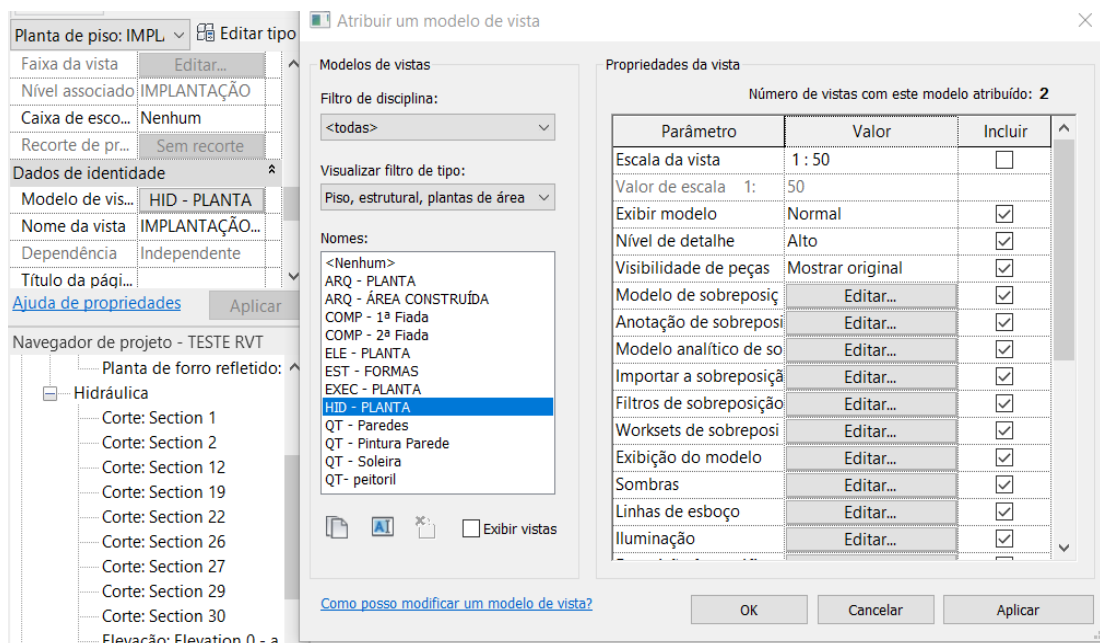 Planta de piso: IMPL
Editar tipo
Faixa da vista Editar...
Nível associado IMPLANTAÇÃO
Caixa de esco... Nenhum
Recorte de pr... Sem recorte
Dados de identidade
Modelo de vis... HID - PLANTA
Nome da vista IMPLANTAÇÃO...
Dependência Independente
Título da pági...
Ajuda de propriedades Aplicar
Navegador de projeto - TESTE RVT
Planta de forro refletido:
Hidráulica
Corte: Section 1
Corte: Section 2
Corte: Section 12
Corte: Section 19
Corte: Section 22
Corte: Section 26
Corte: Section 27
Corte: Section 29
Corte: Section 30
Elevação: Elevation 0 - a
Atribuir um modelo de vista
Modelos de vistas
Filtro de disciplina:
<todas>
Visualizar filtro de tipo:
Piso, estrutural, plantas de área
Nomes:
<Nenhum>
ARQ - PLANTA
ARQ - ÁREA CONSTRUÍDA
COMP - 1ª Fiada
COMP - 2ª Fiada
ELE - PLANTA
EST - FORMAS
EXEC - PLANTA
HID - PLANTA
QT - Paredes
QT - Pintura Parede
QT - Soleira
QT- peitoril
Exibir vistas
Como posso modificar um modelo de vista?
Propriedades da vista
Número de vistas com este modelo atribuído: 2
Parâmetro Valor Incluir
Escala da vista 1 : 50
Valor de escala 1: 50
Exibir modelo Normal
Nível de detalhe Alto
Visibilidade de peças Mostrar original
Modelo de sobreposiç Editar...
Anotação de sobreposi Editar...
Modelo analítico de so Editar...
Importar a sobreposiçã Editar...
Filtros de sobreposição Editar...
Worksets de sobreposi Editar...
Exibição do modelo Editar...
Sombras Editar...
Linhas de esboço Editar...
Iluminação Editar...
OK Cancelar Aplicar